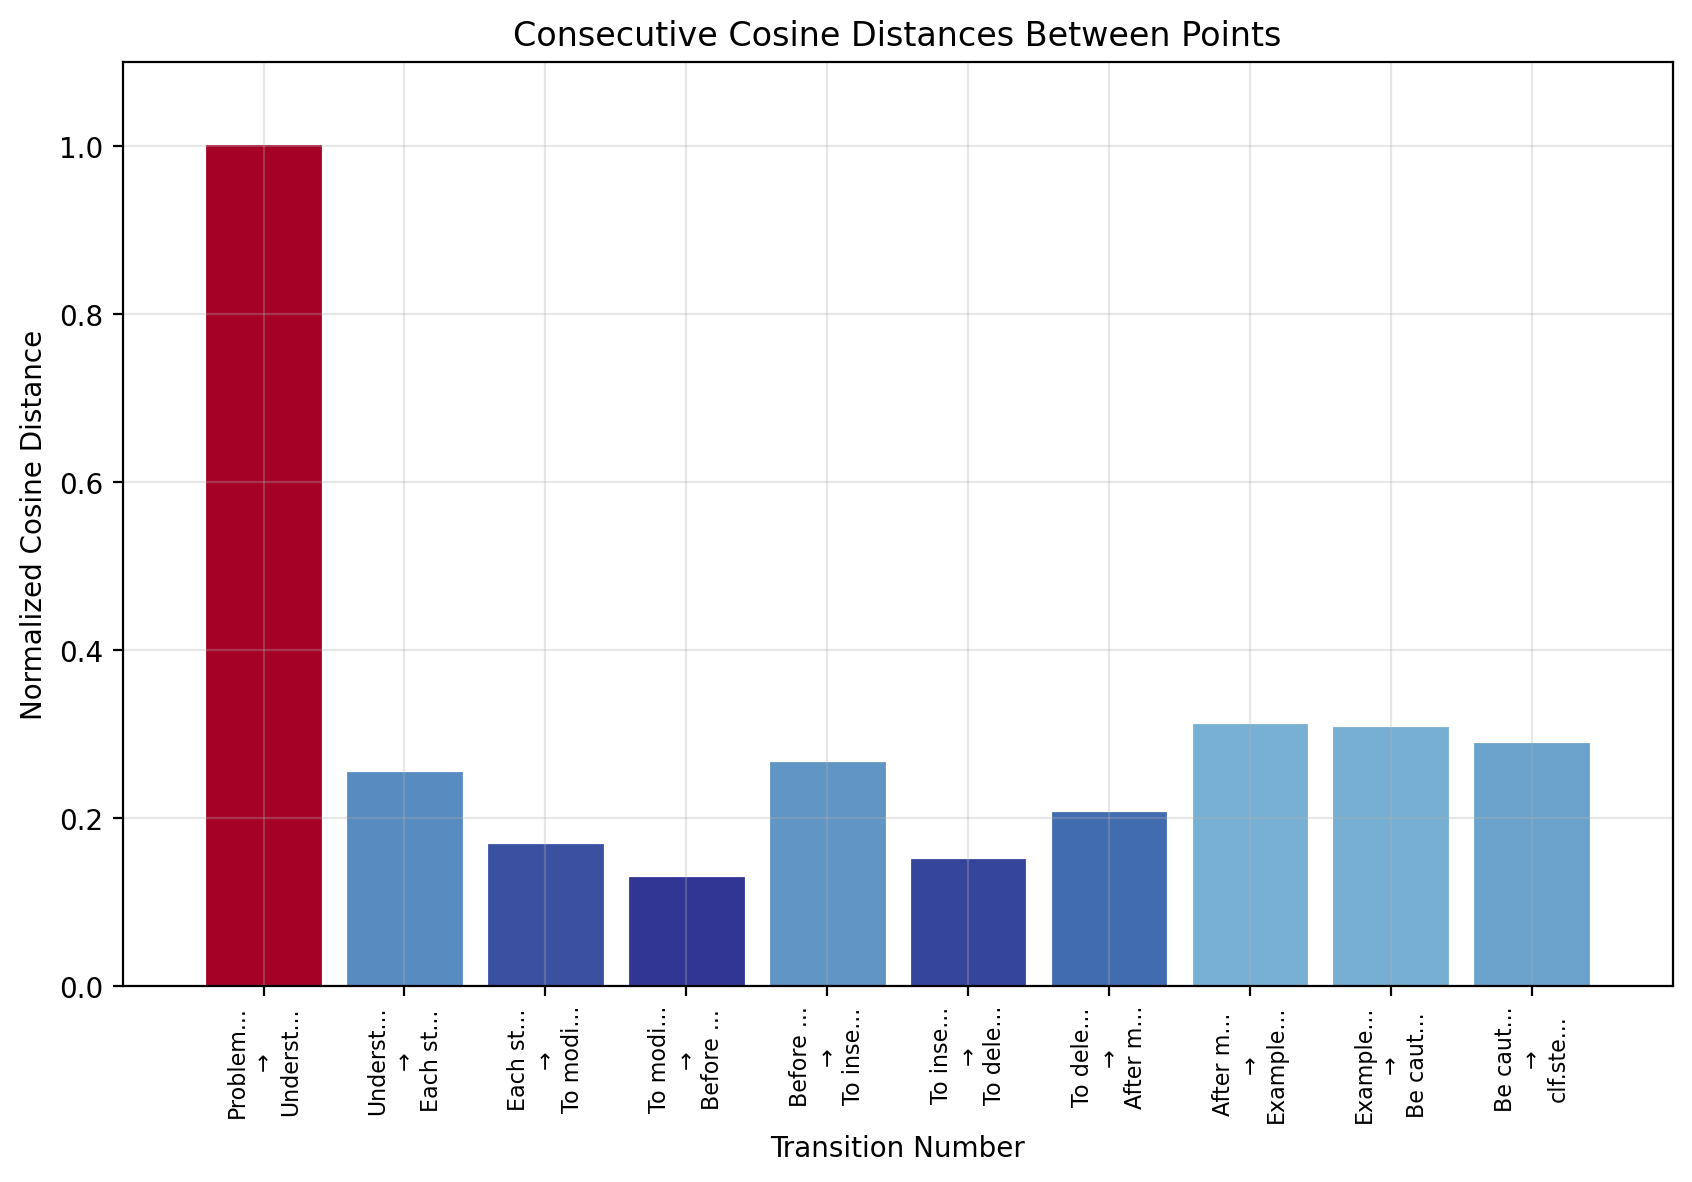 Consecutive Cosine Distances Between Points
Normalized Cosine Distance
1.0
0.8
0.6
0.4
0.2
0.0
Problem...
→
Underst...
Underst...
→
Each st...
Each st...
→
To modi...
To modi...
→
Before ...
Before ...
→
To inse...
To inse...
→
To dele...
To dele...
→
After m...
After m...
→
Example...
Example...
→
Be caut...
Be caut...
→
clf.ste...
Transition Number